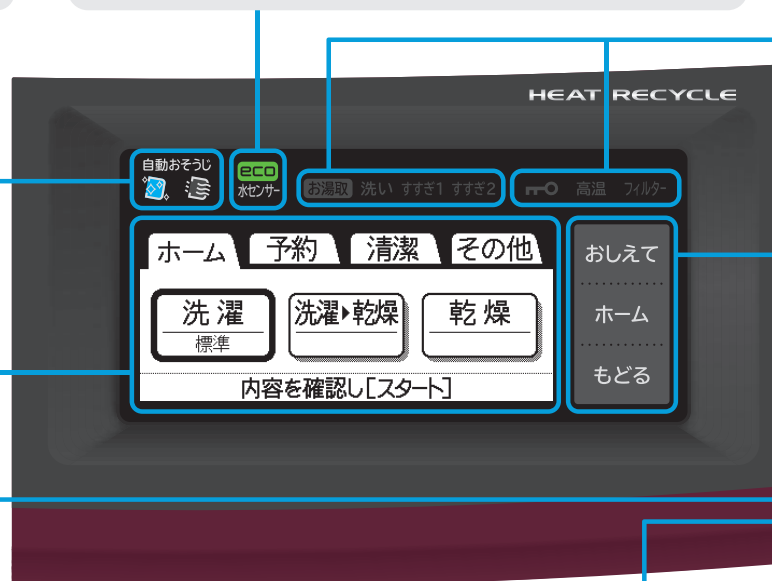 HEAT RECYCLE
自動おそうじ
eco
水センサー
お湯取 洗い すすぎ1 すすぎ2
高温 フィルター
ホーム 予約 清潔 その他
洗濯 洗濯▶乾燥 乾燥
標準
内容を確認し[スタート]
おしえて
ホーム
もどる